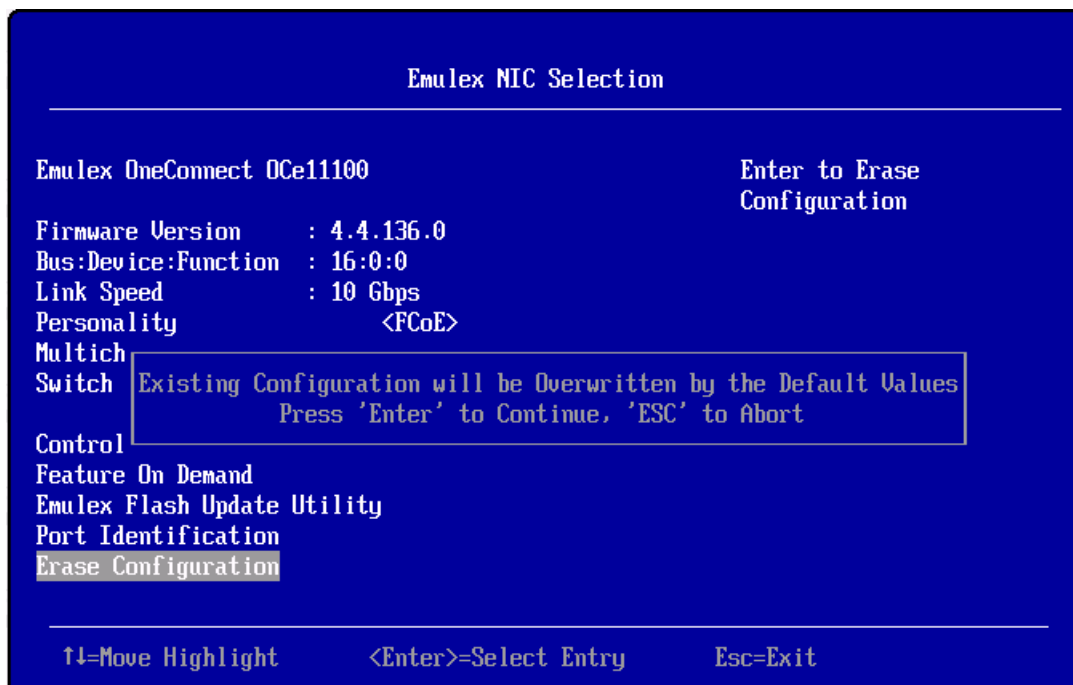 Emulex NIC Selection
Emulex OneConnect OCe11100
Enter to Erase
Configuration
Firmware Version : 4.4.136.0
Bus:Device:Function : 16:0:0
Link Speed : 10 Gbps
Personality <FCoE>
Multich
Switch
Existing Configuration will be Overwritten by the Default Values
Press 'Enter' to Continue, 'ESC' to Abort
Control
Feature On Demand
Emulex Flash Update Utility
Port Identification
Erase Configuration
↑↓=Move Highlight <Enter>=Select Entry Esc=Exit